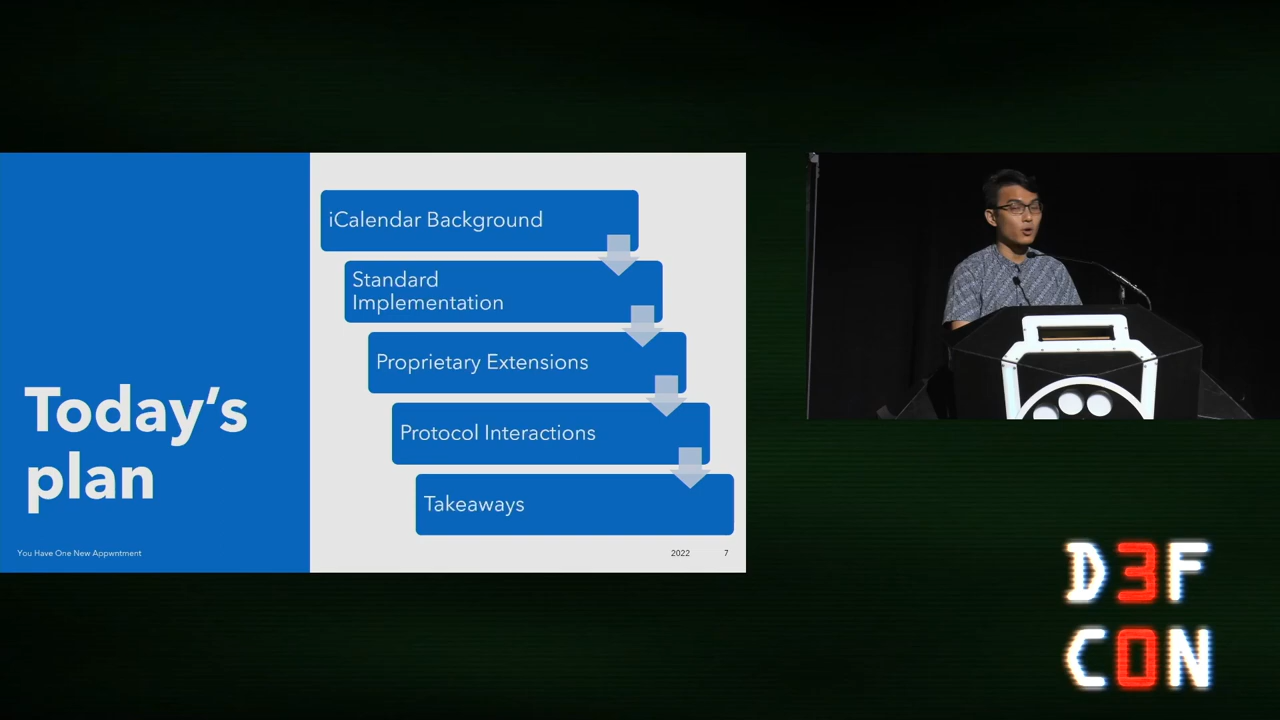 iCalendar Background
Standard
Implementation
Proprietary Extensions
Protocol Interactions
Takeaways
Today's
plan
You Have One New Appwntment
2022
7
D3F
C0N